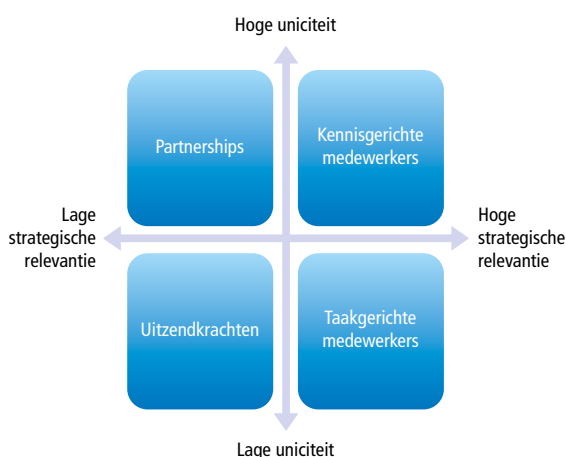 Hoge uniciteit
Partnerships
Kennisgerichte
medewerkers
Lage
strategische
relevantie
Hoge
strategische
relevantie
Uitzendkrachten
Taakgerichte
medewerkers
Lage uniciteit